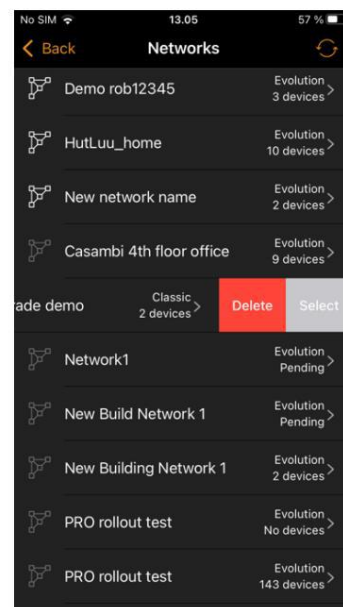 No SIM 13.05 57 %
Back Networks
Demo rob12345
Evolution
3 devices
HutLuu_home
Evolution
10 devices
New network name
Evolution
2 devices
Casambi 4th floor office
Evolution
9 devices
rade demo
Classic
2 devices
Delete Select
Network1
Evolution
Pending
New Build Network 1
Evolution
Pending
New Building Network 1
Evolution
2 devices
PRO rollout test
Evolution
No devices
PRO rollout test
Evolution
143 devices